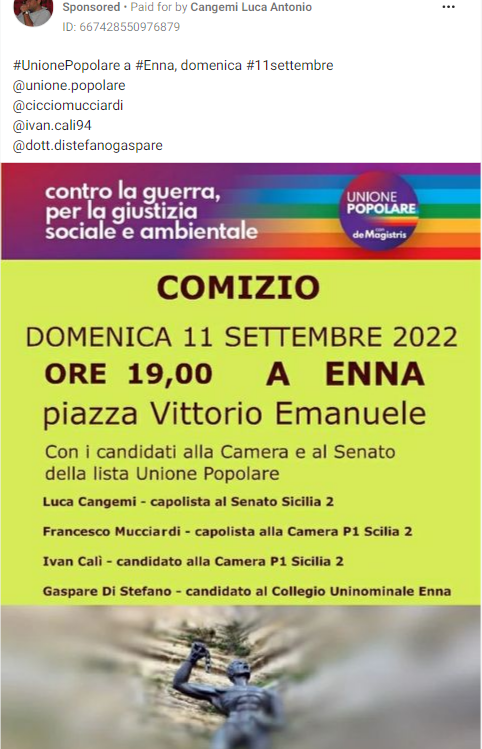 Sponsored • Paid for by Cangemi Luca Antonio
ID: 667428550976879
#UnionePopolare a #Enna, domenica #11settembre
@unione.popolare
@cicciomucciardi
@ivan.cali94
@dott.distefanogaspare
contro la guerra,
per la giustizia
sociale e ambientale
UNIONE
POPOLARE
con
de Magistris
COMIZIO
DOMENICA 11 SETTEMBRE 2022
ORE 19,00 A ENNA
piazza Vittorio Emanuele
Con i candidati alla Camera e al Senato
della lista Unione Popolare
Luca Cangemi - capolista al Senato Sicilia 2
Francesco Mucciardi - capolista alla Camera P1 Scilia 2
Ivan Calì - candidato alla Camera P1 Sicilia 2
Gaspare Di Stefano - candidato al Collegio Uninominale Enna